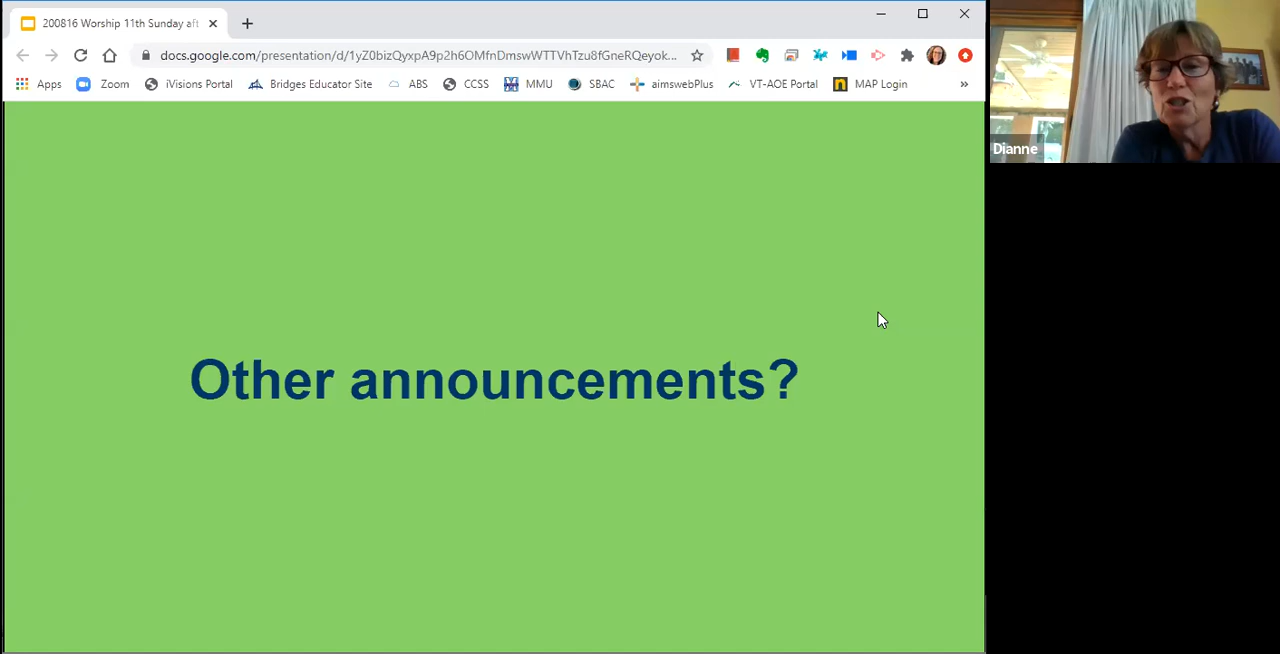 200816 Worship 11th Sunday aft
docs.google.com/presentation/d/1yZ0bizQyxpA9p2h6OMfnDmswWTTVhTzu8fGneRQeyok...
Apps Zoom iVisions Portal Bridges Educator Site ABS CCSS MMU SBAC aimswebPlus VT-AOE Portal MAP Login »
Dianne
Other announcements?